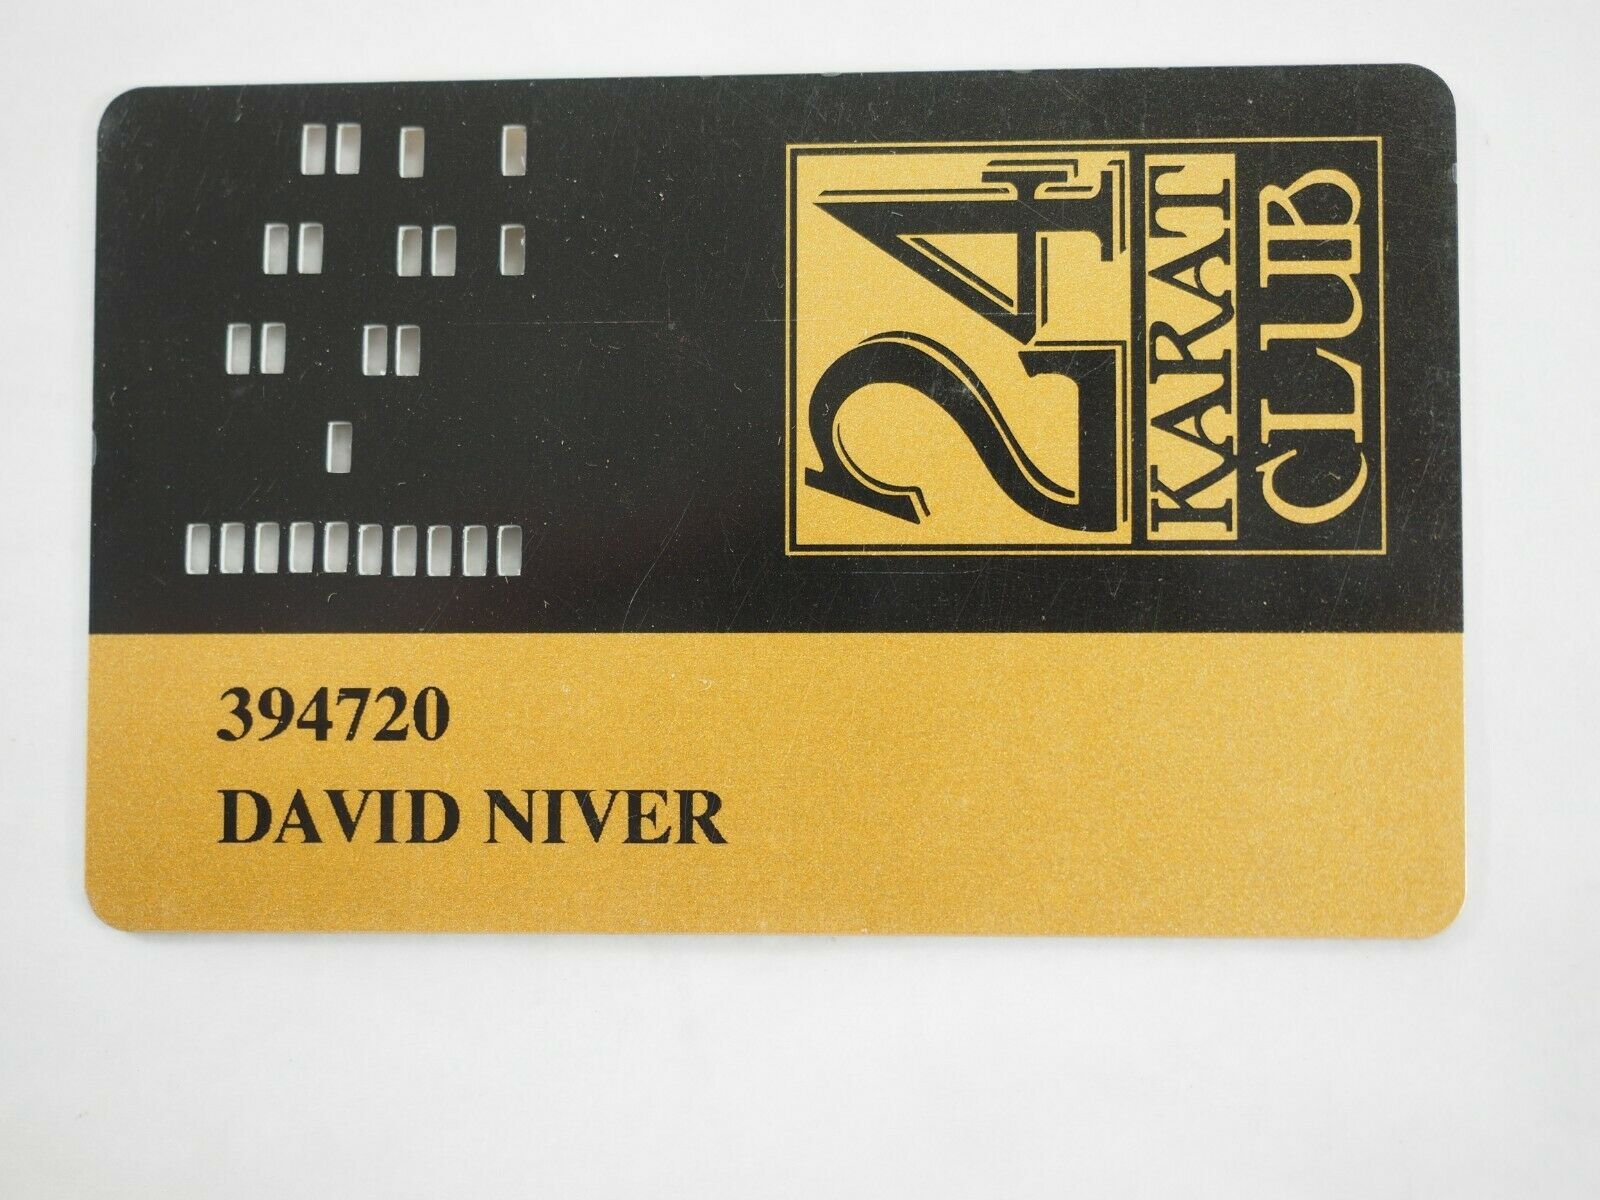 24
KARAT
CLUB
394720
DAVID NIVER